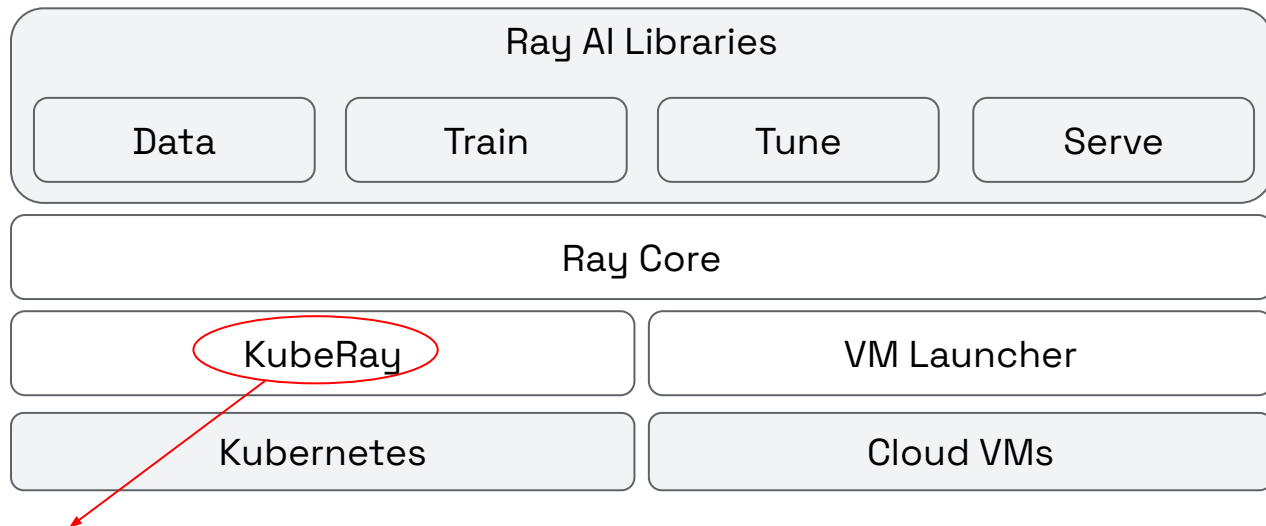 Ray AI Libraries
Data Train Tune Serve
Ray Core
KubeRay VM Launcher
Kubernetes Cloud VMs